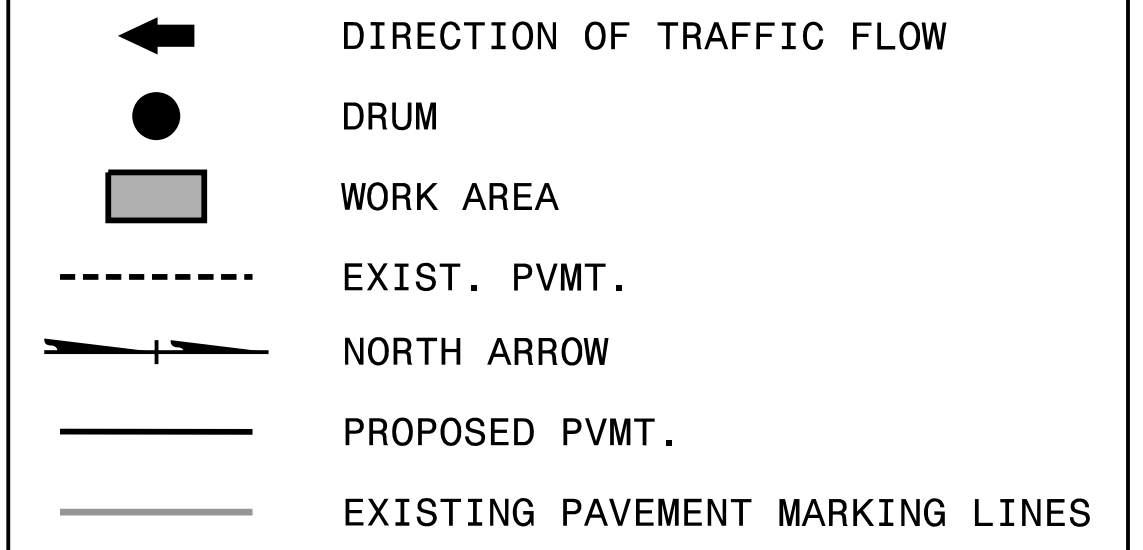 DIRECTION OF TRAFFIC FLOW
DRUM
WORK AREA
EXIST. PVMT.
NORTH ARROW
PROPOSED PVMT.
EXISTING PAVEMENT MARKING LINES